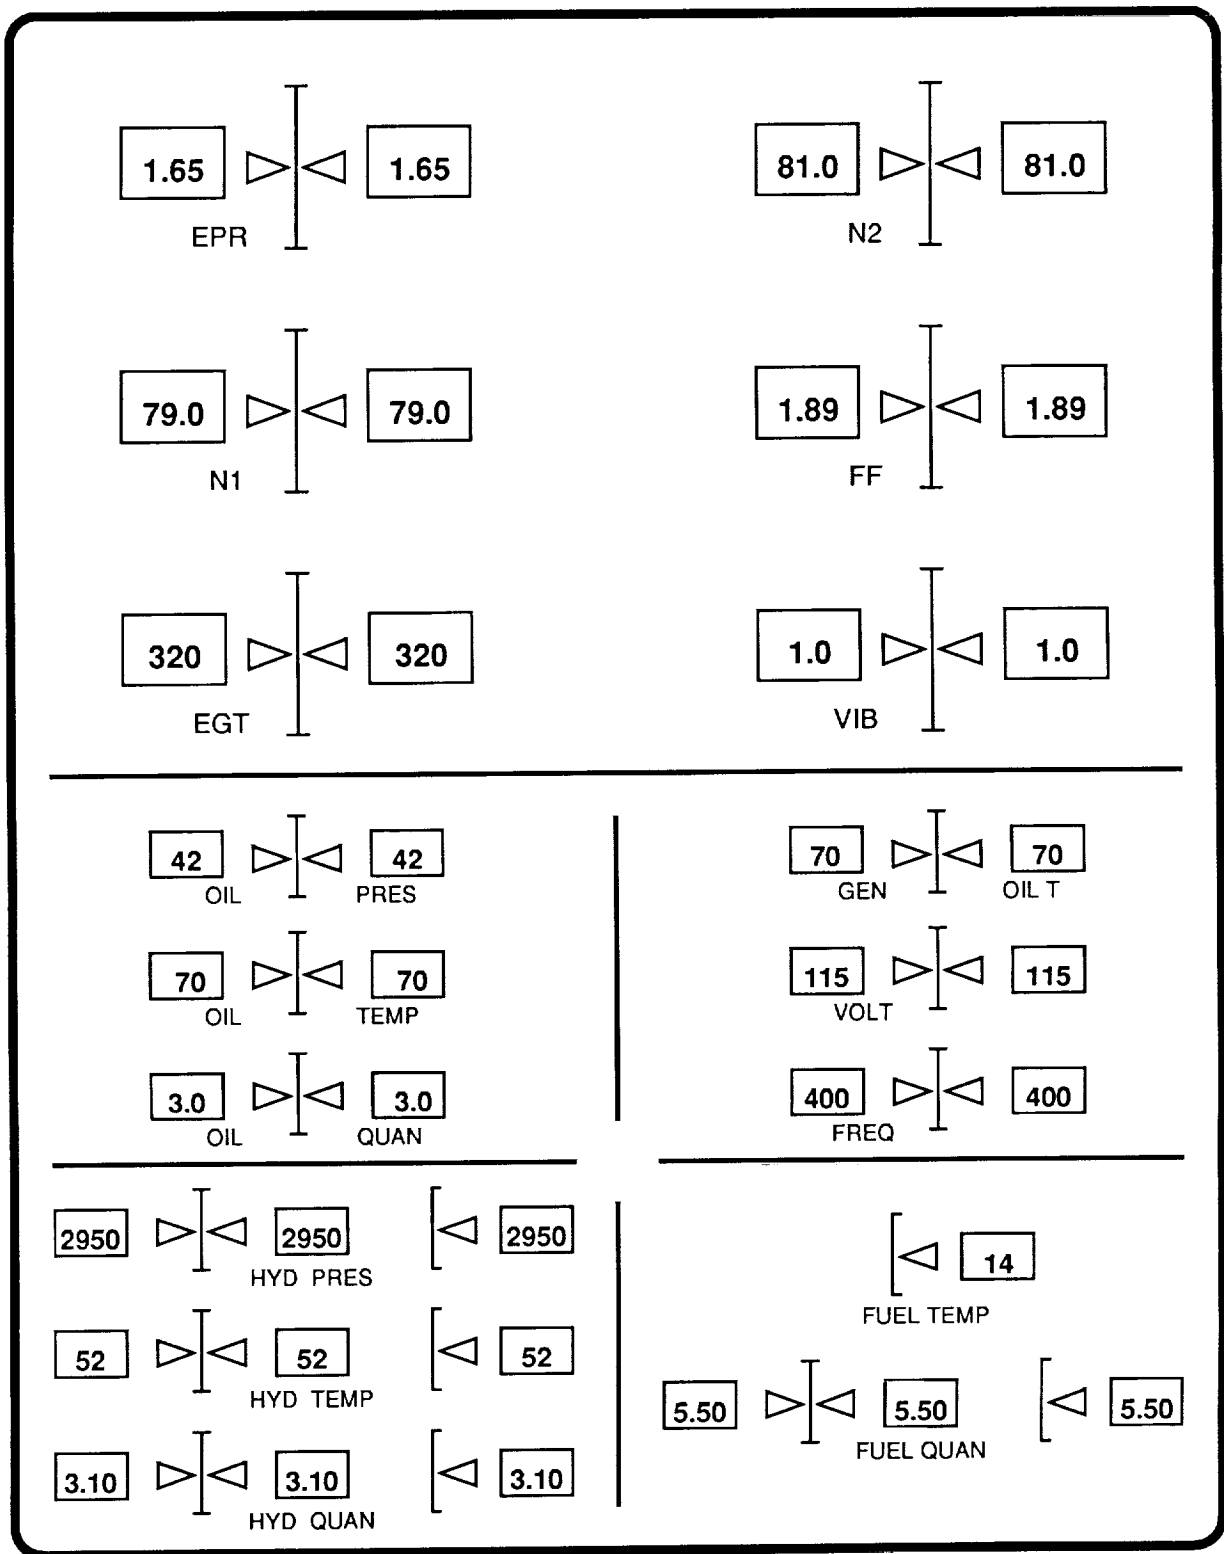 1.65 1.65
EPR
81.0 81.0
N2
79.0 79.0
N1
1.89 1.89
FF
320 320
EGT
1.0 1.0
VIB
42 42
OIL PRES
70 70
OIL TEMP
3.0 3.0
OIL QUAN
70 70
GEN OIL T
115 115
VOLT
400 400
FREQ
2950 2950 2950
HYD PRES
52 52 52
HYD TEMP
3.10 3.10 3.10
HYD QUAN
14
FUEL TEMP
5.50 5.50 5.50
FUEL QUAN